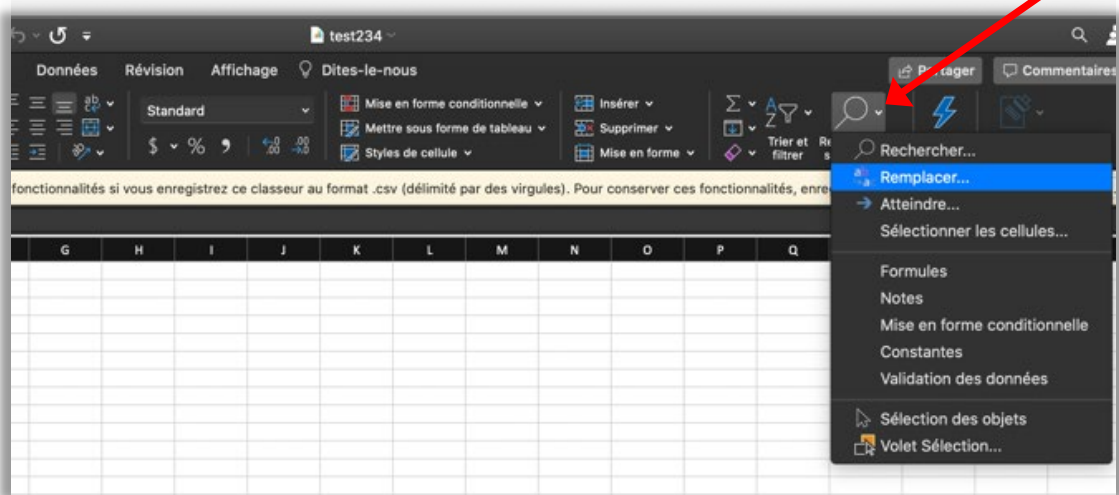 test234
Données Révision Affichage Dites-le-nous Partager Commentaires
Standard
$ % 9
Mise en forme conditionnelle
Mettre sous forme de tableau
Styles de cellule
Insérer
Supprimer
Mise en forme
Trier et
filtrer
Rechercher...
Remplacer...
Atteindre...
Sélectionner les cellules...
Formules
Notes
Mise en forme conditionnelle
Constantes
Validation des données
Sélection des objets
Volet Sélection...
fonctionnalités si vous enregistrez ce classeur au format .csv (délimité par des virgules). Pour conserver ces fonctionnalités,
G H I J K L M N O P Q